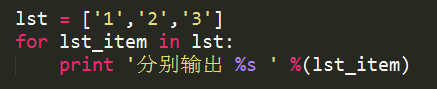 lst = ['1','2','3']
for lst_item in lst:
    print '分别输出 %s ' %(lst_item)